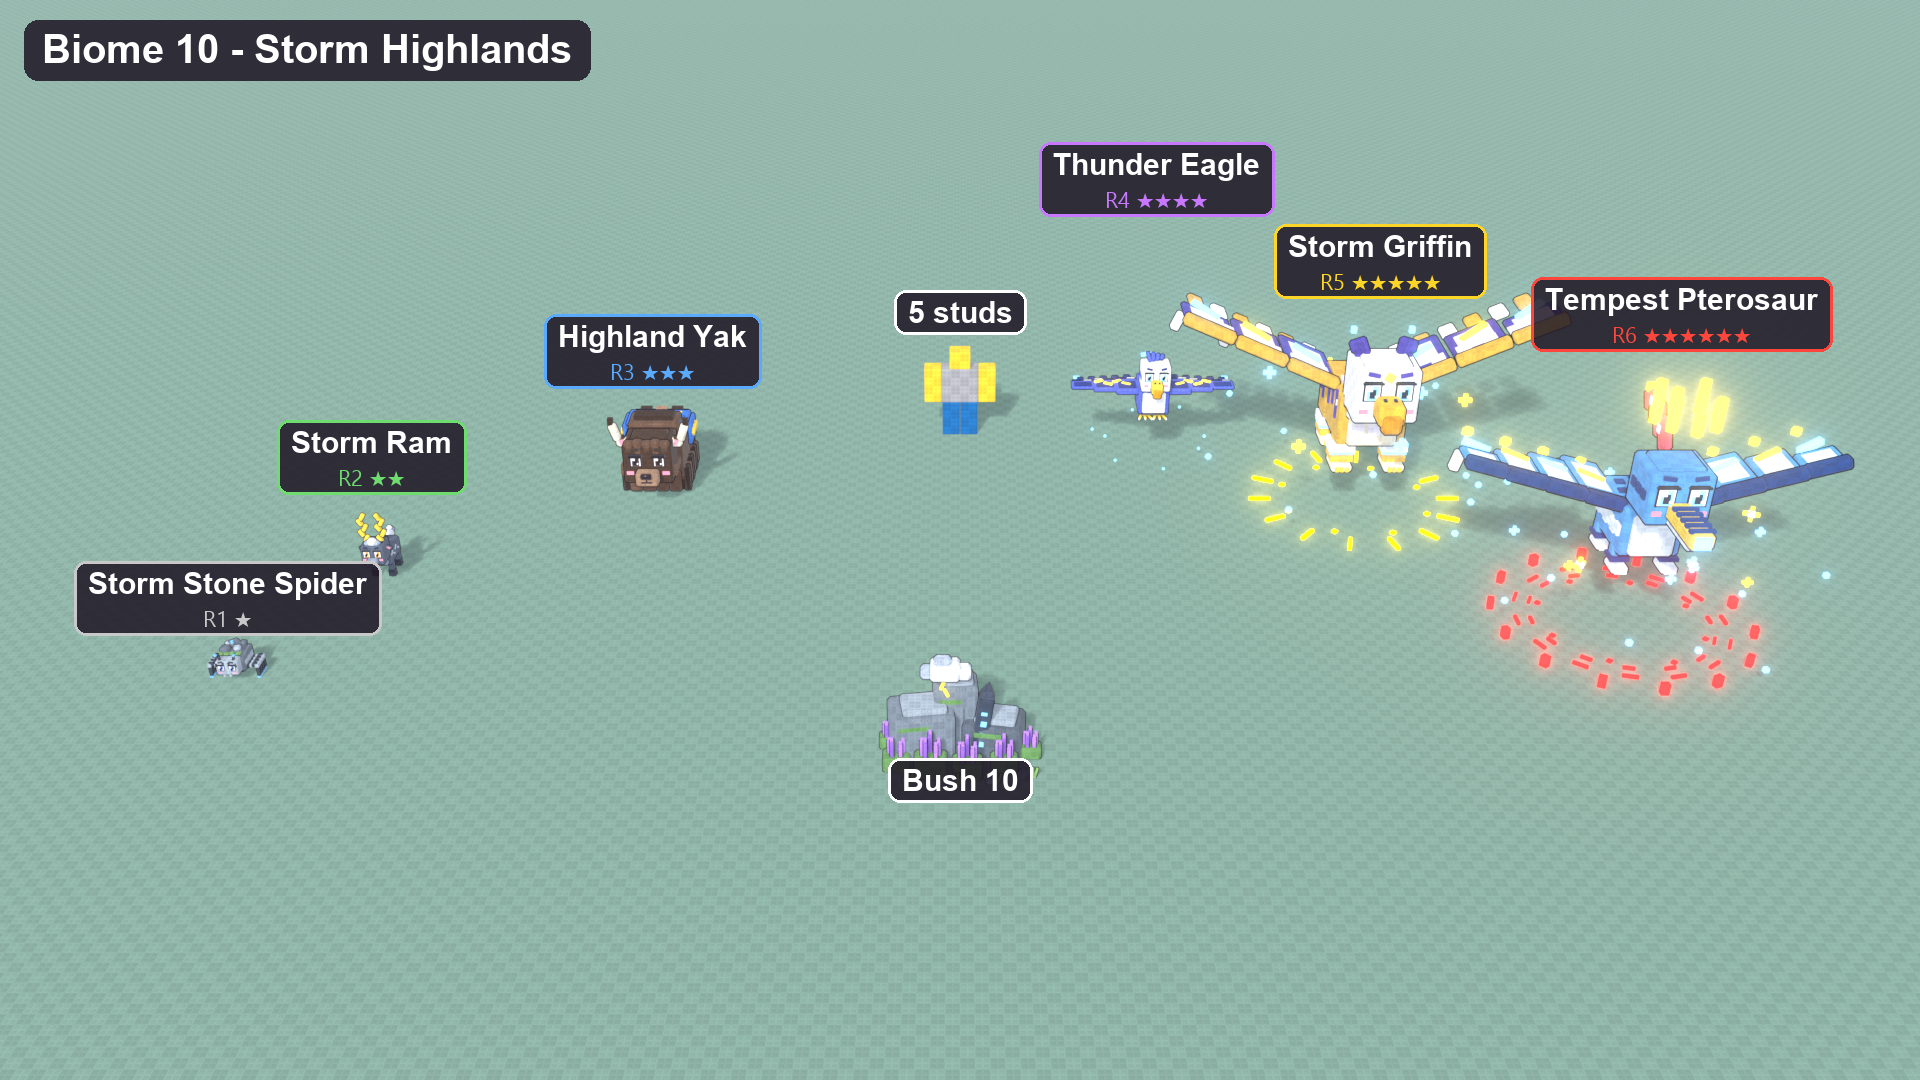 Biome 10 - Storm Highlands
Thunder Eagle
R4 ★★★★
Storm Griffin
R5 ★★★★★
Tempest Pterosaur
R6 ★★★★★★
5 studs
Highland Yak
R3 ★★★
Storm Ram
R2 ★★
Storm Stone Spider
R1 ★
Bush 10